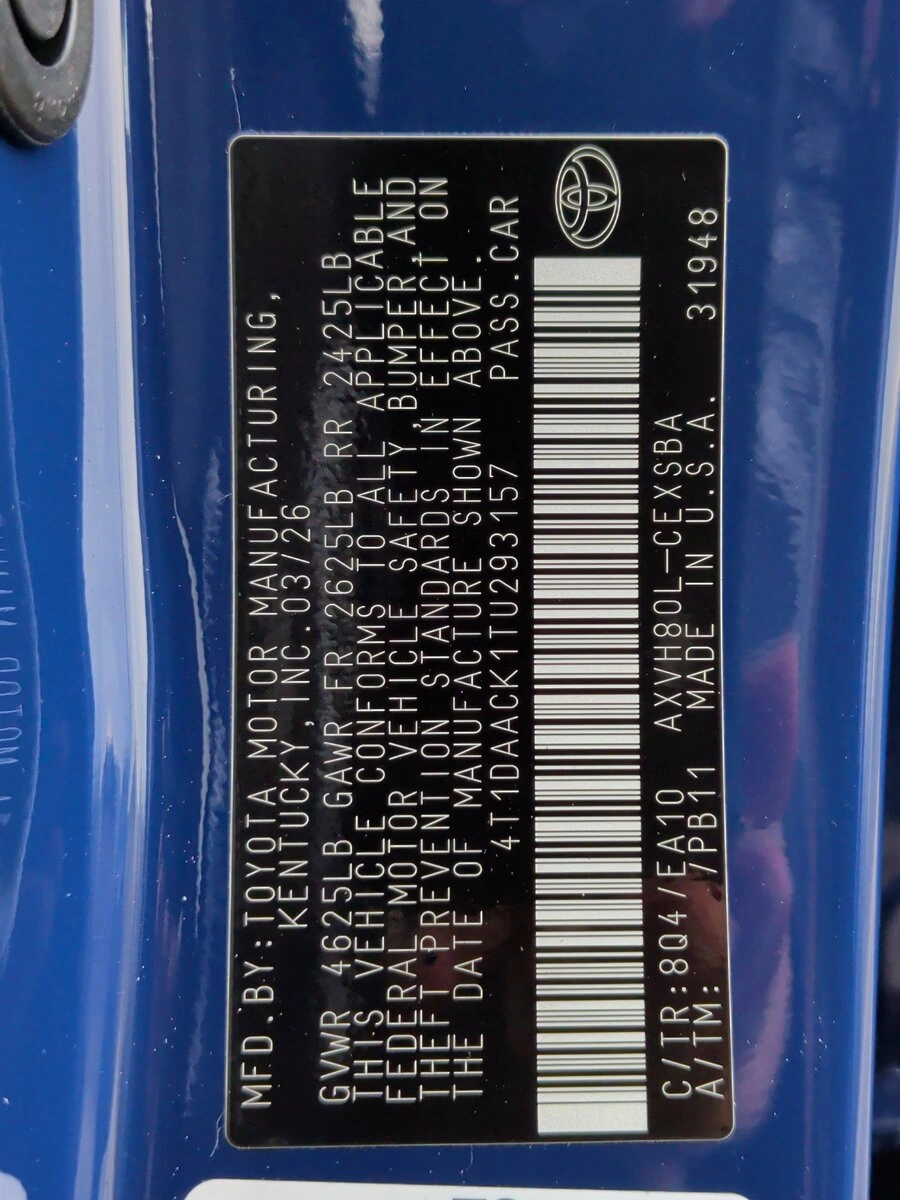 MFD.BY:TOYOTA MOTOR MANUFACTURING,
KENTUCKY, INC.03/26
GVWR 4625LB GAWR FR 2625LB RR 2425LB
THIS VEHICLE CONFORMS TO ALL APPLICABLE
FEDERAL MOTOR VEHICLE SAFETY, BUMPER,AND
THEFT PREVENTION STANDARDS IN EFFECT ON
THE DATE OF MANUFACTURE SHOWN ABOVE.
4T1DAACK1TU293157 PASS.CAR
C/TR:8Q4/EA10 AXVH80L-CEXSBA
A/TM: /PB11 MADE IN U.S.A. 31948